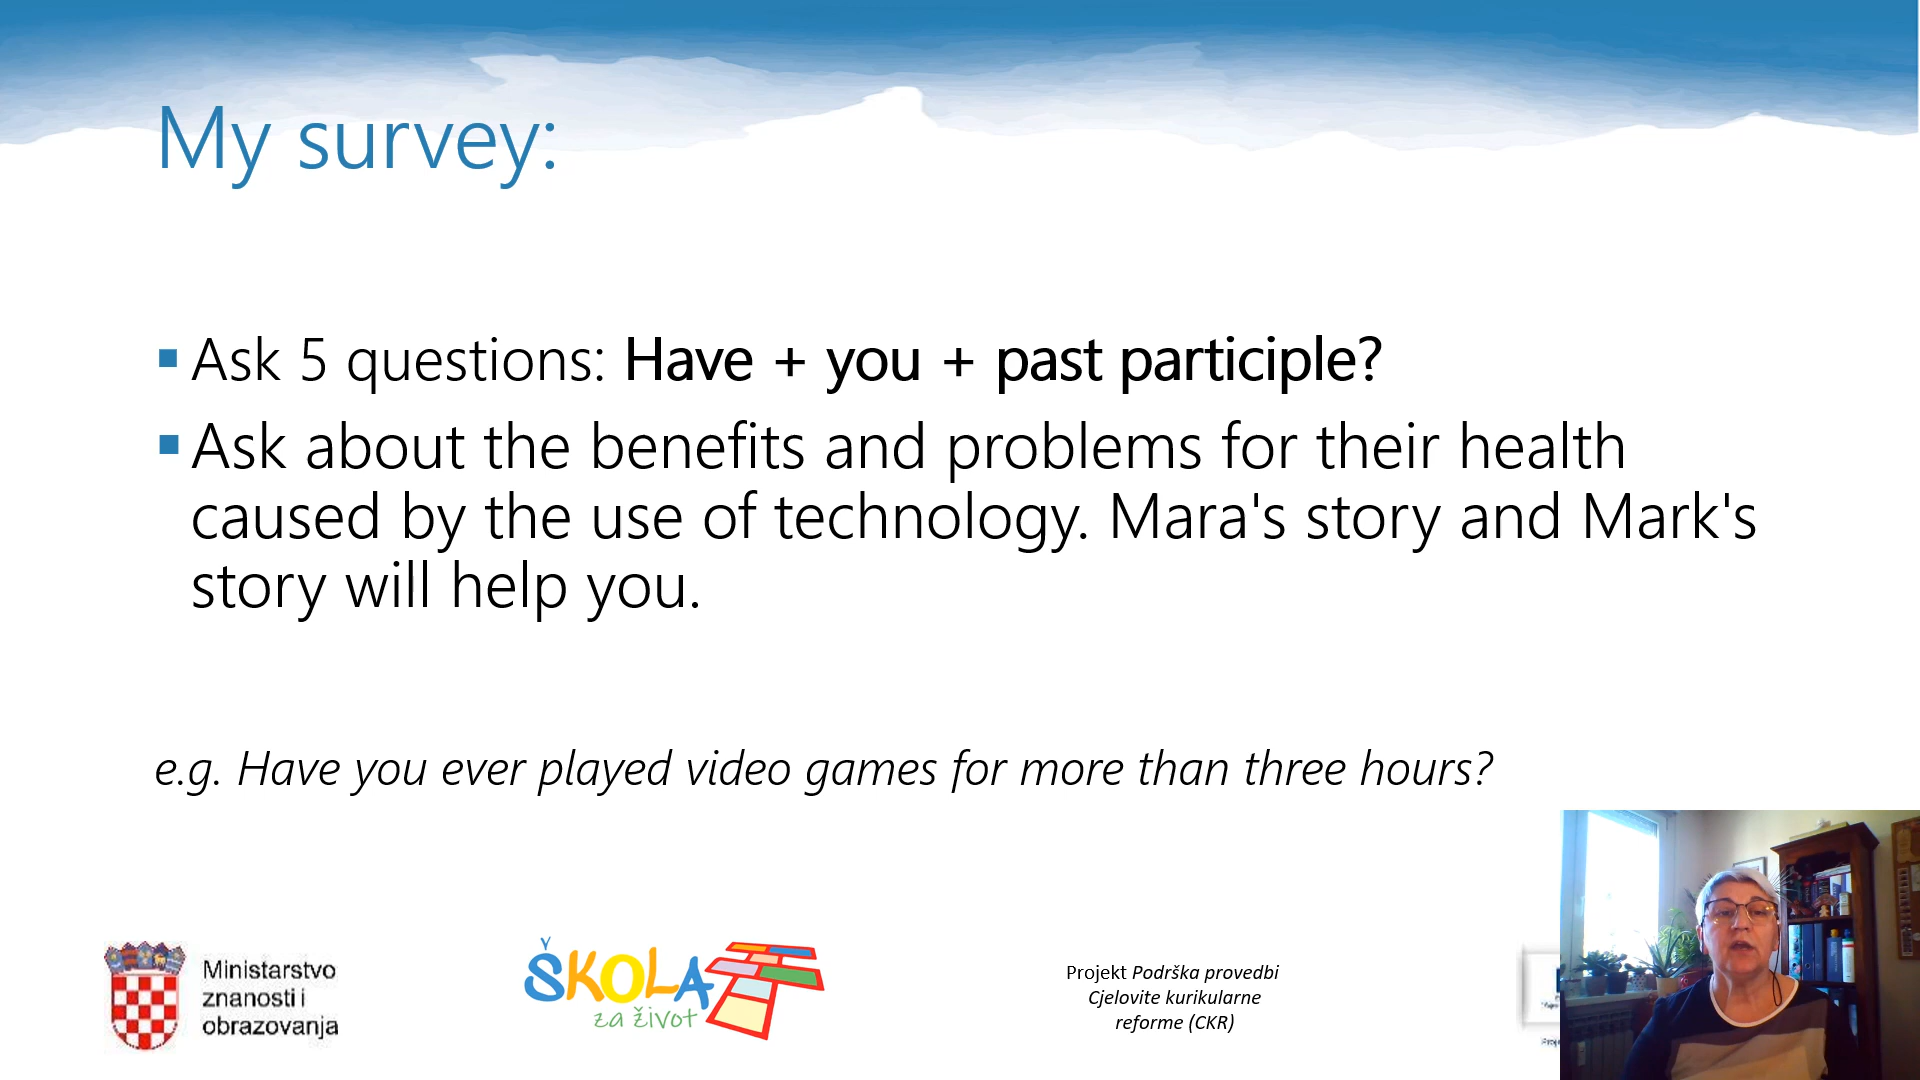 My survey:
Ask 5 questions: Have + you + past participle?
Ask about the benefits and problems for their health
caused by the use of technology. Mara's story and Mark's
story will help you.
e.g. Have you ever played video games for more than three hours?
Ministarstvo
znanosti i
obrazovanja
ŠKOLA
za život
Projekt Podrška provedbi
Cjelovite kurikularne
reforme (CKR)